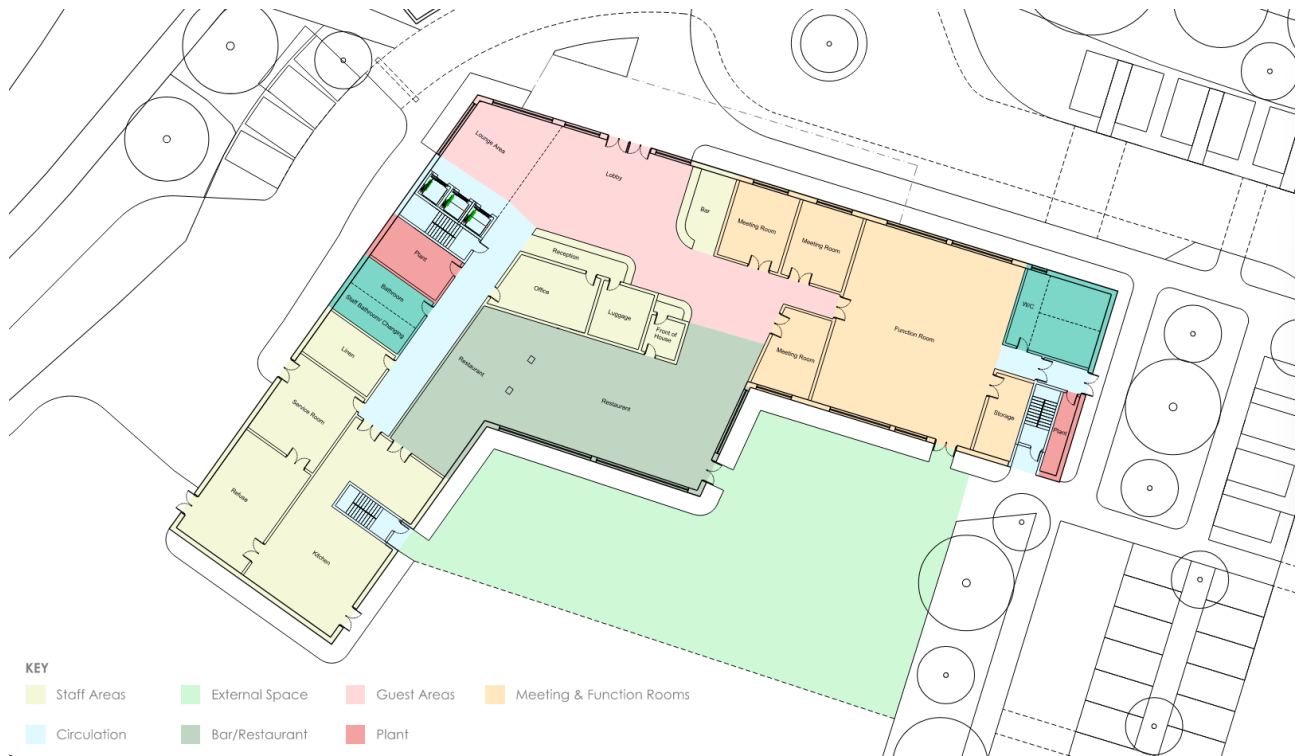 Lounge Area
Lobby
Bar
Meeting Room
Meeting Room
Plant
Reception
Bathroom
Office
WC
Staff Bathroom/ Changing
Luggage
Front of
House
Function Room
Linen
Restaurant
Meeting Room
Restaurent
Service Room
Storage
Plant
Refuse
Kitchen
KEY
Staff Areas
External Space
Guest Areas
Meeting & Function Rooms
Circulation
Bar/Restaurant
Plant